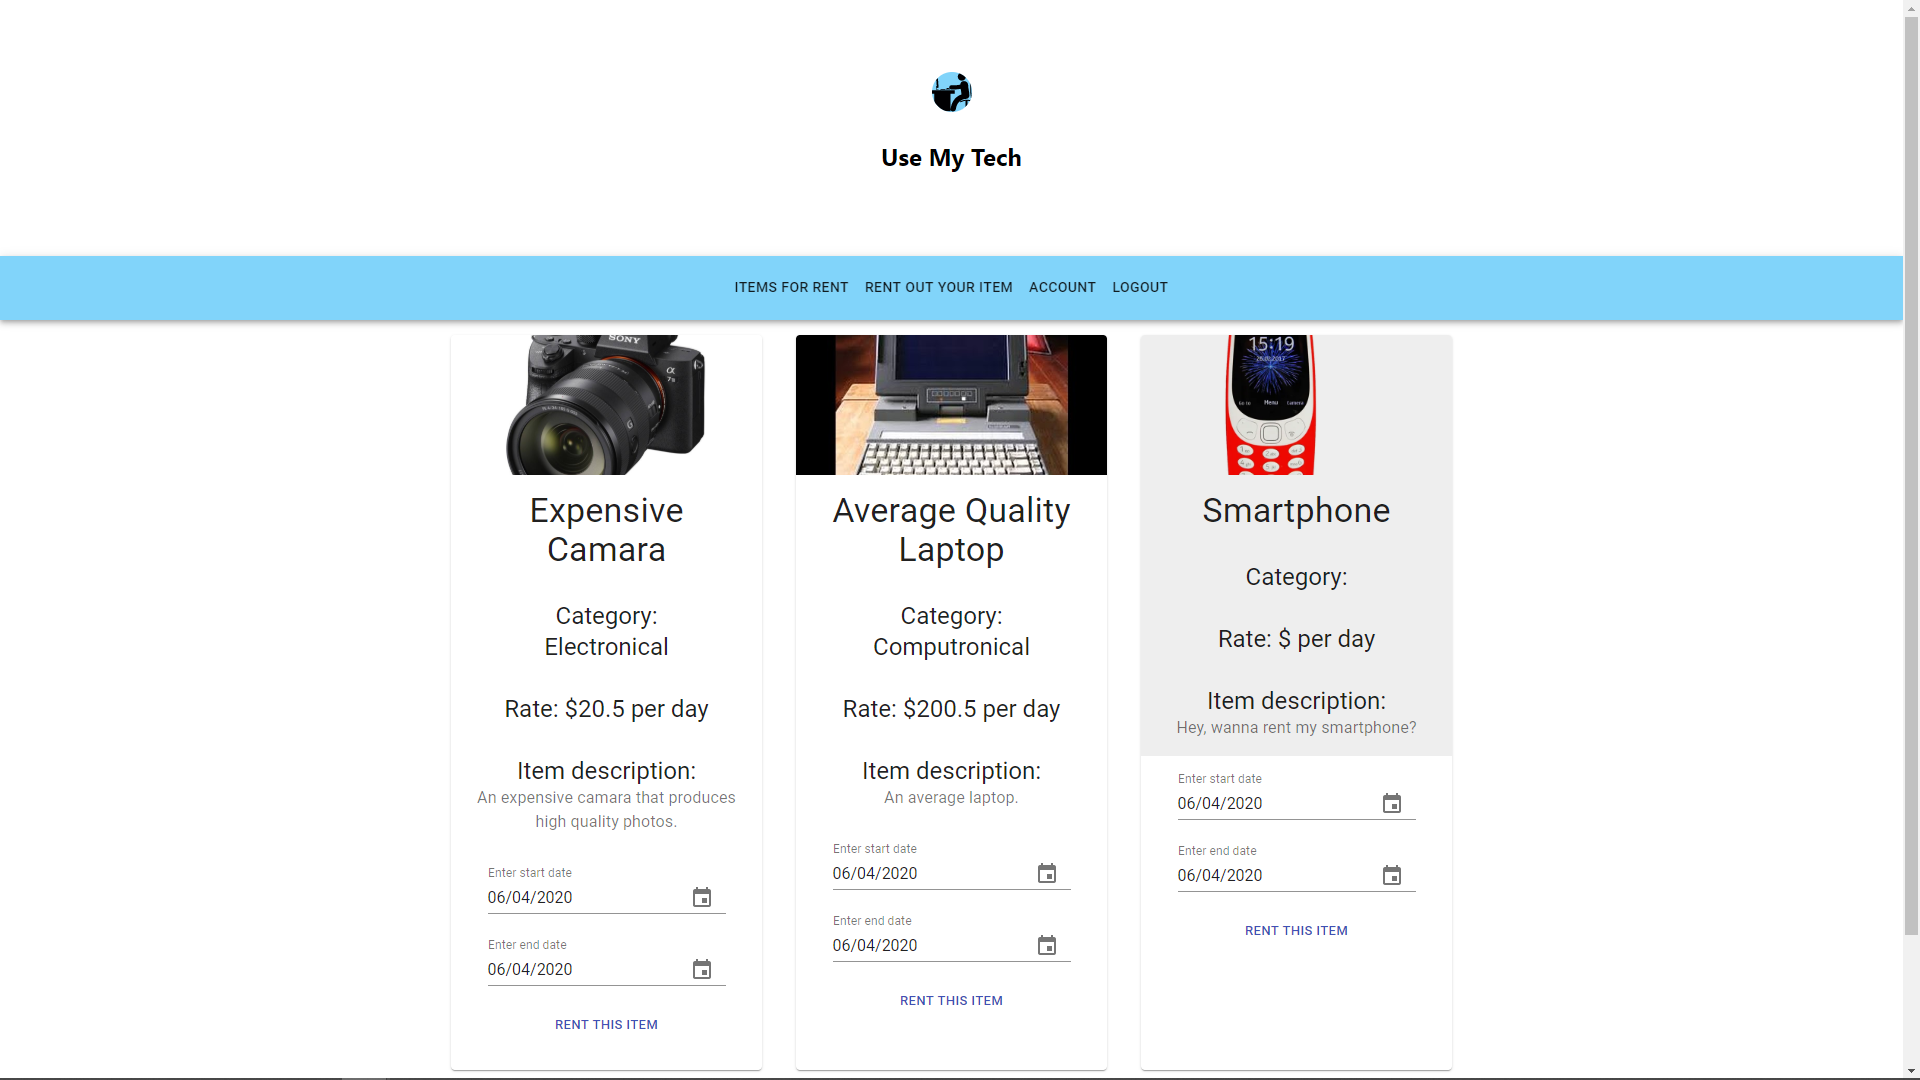 Use My Tech
ITEMS FOR RENT RENT OUT YOUR ITEM ACCOUNT LOGOUT
SONY
α
7 II
G
Expensive
Camara
Category:
Electronical
Rate: $20.5 per day
Item description:
An expensive camara that produces
high quality photos.
Enter start date
06/04/2020
Enter end date
06/04/2020
RENT THIS ITEM
Average Quality
Laptop
Category:
Computronical
Rate: $200.5 per day
Item description:
An average laptop.
Enter start date
06/04/2020
Enter end date
06/04/2020
RENT THIS ITEM
15:19
Go to Menu Camera
Smartphone
Category:
Rate: $ per day
Item description:
Hey, wanna rent my smartphone?
Enter start date
06/04/2020
Enter end date
06/04/2020
RENT THIS ITEM